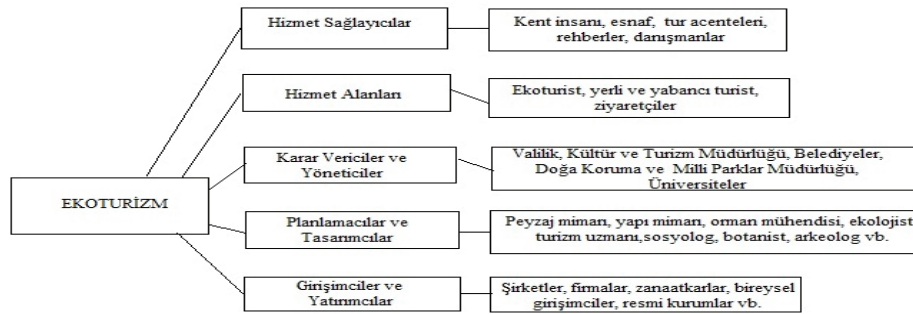 Hizmet Sağlayıcılar
Kent insanı, esnaf, tur acenteleri,
rehberler, danışmanlar
Hizmet Alanları
Ekoturist, yerli ve yabancı turist,
ziyaretçiler
Karar Vericiler ve
Yöneticiler
Valilik, Kültür ve Turizm Müdürlüğü, Belediyeler,
Doğa Koruma ve Milli Parklar Müdürlüğü,
Üniversiteler
EKOTURİZM
Planlamacılar ve
Tasarımcılar
Peyzaj mimarı, yapı mimarı, orman mühendisi, ekolojist
turizm uzmanı,sosyolog, botanist, arkeolog vb.
Girişimciler ve
Yatırımcılar
Şirketler, firmalar, zanaatkarlar, bireysel
girişimciler, resmi kurumlar vb.